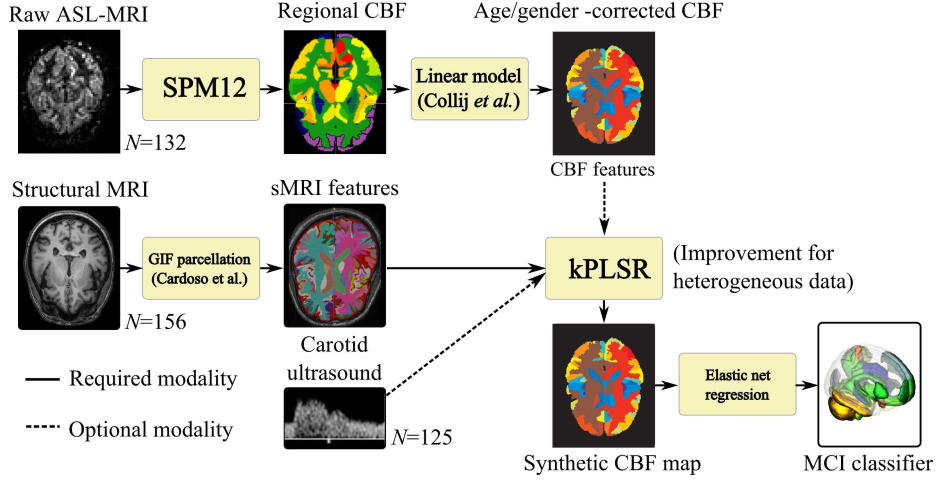 Raw ASL-MRI
Regional CBF
Age/gender -corrected CBF
SPM12
Linear model
(Collij et al.)
N=132
CBF features
Structural MRI
sMRI features
GIF parcellation
(Cardoso et al.)
kPLSR
(Improvement for
heterogeneous data)
N=156
Carotid
ultrasound
Required modality
Optional modality
N=125
Elastic net
regression
Synthetic CBF map
MCI classifier